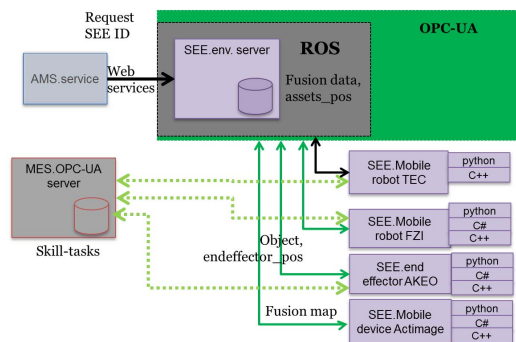 Request
SEE ID
OPC-UA
SEE.env. server
ROS
AMS.service
Web
services
Fusion data,
assets_pos
MES.OPC-UA
server
Skill-tasks
SEE.Mobile
robot TEC
python
C++
SEE.Mobile
robot FZI
python
C#
C++
Object,
endeffector_pos
SEE.end
effector AKEO
python
C#
C++
Fusion map
SEE.Mobile
device Actimage
python
C#
C++